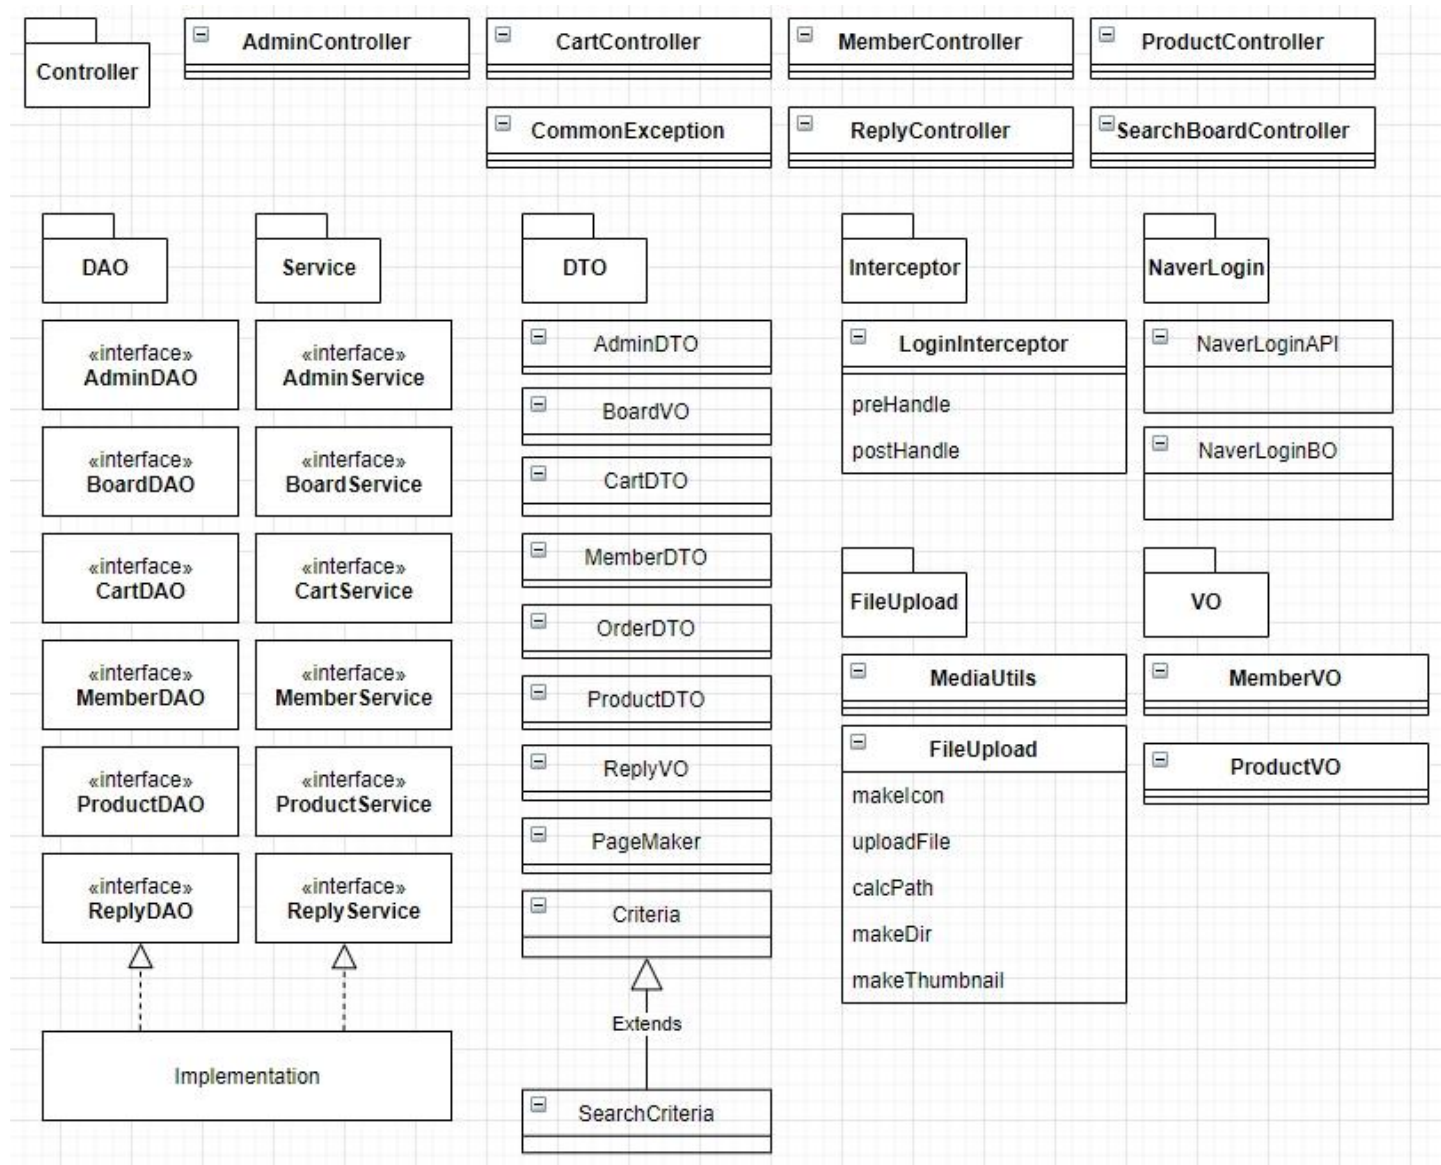 Controller
AdminController
CartController
MemberController
ProductController
CommonException
ReplyController
SearchBoardController
DAO
«interface»
AdminDAO
«interface»
BoardDAO
«interface»
CartDAO
«interface»
MemberDAO
«interface»
ProductDAO
«interface»
ReplyDAO
Service
«interface»
AdminService
«interface»
BoardService
«interface»
CartService
«interface»
MemberService
«interface»
ProductService
«interface»
ReplyService
Implementation
DTO
AdminDTO
BoardVO
CartDTO
MemberDTO
OrderDTO
ProductDTO
ReplyVO
PageMaker
Criteria
Extends
SearchCriteria
Interceptor
LoginInterceptor
preHandle
postHandle
NaverLogin
NaverLoginAPI
NaverLoginBO
FileUpload
MediaUtils
FileUpload
makeIcon
uploadFile
calcPath
makeDir
makeThumbnail
VO
MemberVO
ProductVO